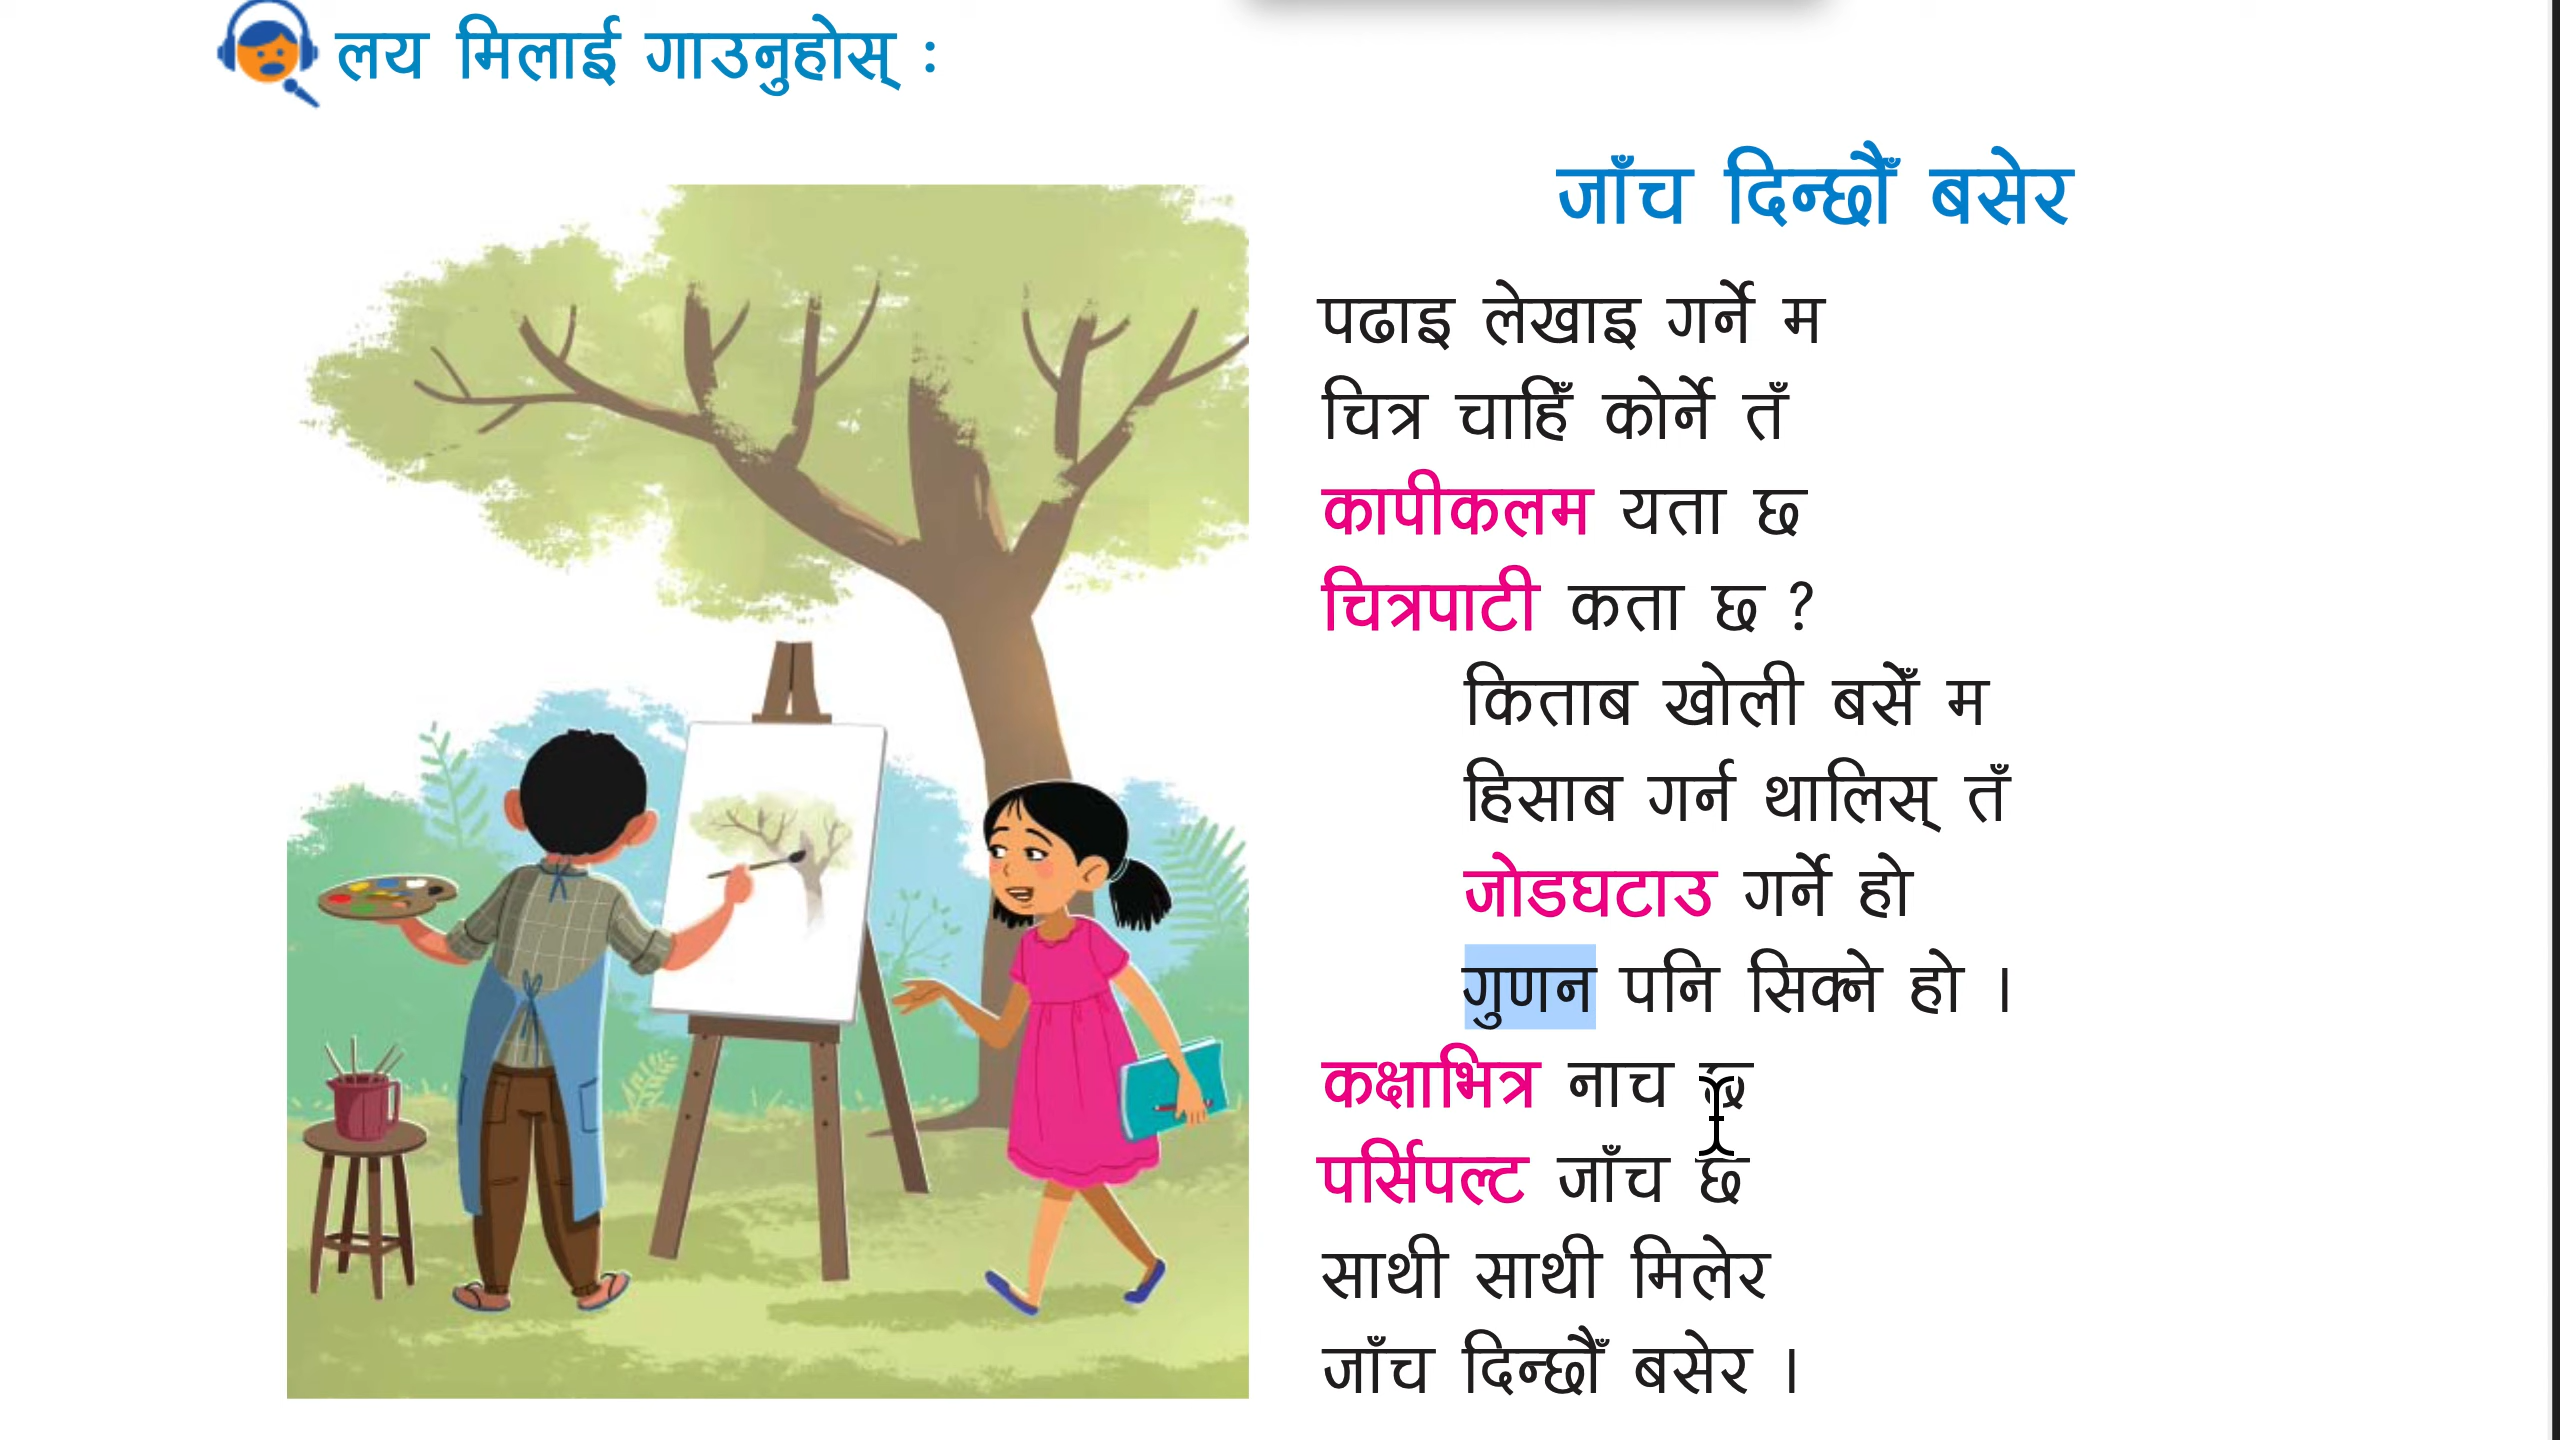 लय मिलाई गाउनुहोस् :
जाँच दिन्छौँ बसेर
पढाइ लेखाइ गर्ने म
चित्र चाहिँ कोर्ने तँ
कापीकलम यता छ
चित्रपाटी कता छ ?
किताब खोली बसेँ म
हिसाब गर्न थालिस् तँ
जोडघटाउ गर्ने हो
गुणन पनि सिक्ने हो ।
कक्षाभित्र नाच छ
पर्सिपल्ट जाँच छ
साथी साथी मिलेर
जाँच दिन्छौँ बसेर ।